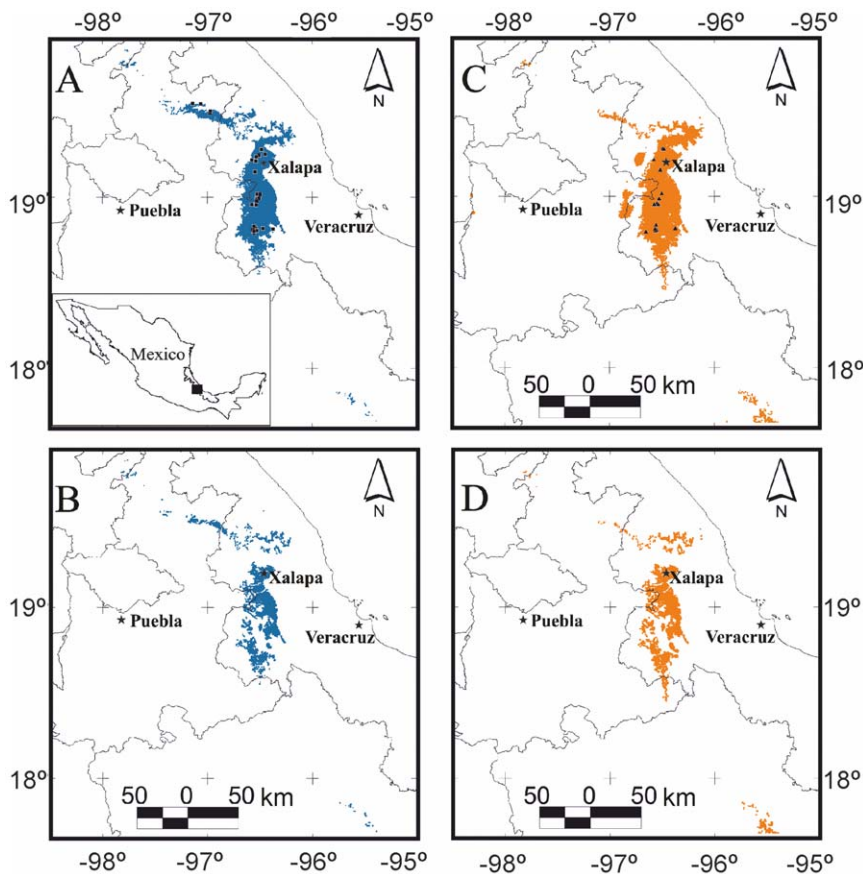 -98º -97º -96º -95º -98º -97º -96º -95º
A
N
C
N
Xalapa
Xalapa
19º
19º
Puebla
Puebla
Veracruz
Veracruz
Mexico
18º
18º
50 0 50 km
B
N
D
N
Xalapa
Xalapa
19º
19º
Puebla
Puebla
Veracruz
Veracruz
18º
18º
50 0 50 km
50 0 50 km
-98º -97º -96º -95º -98º -97º -96º -95º